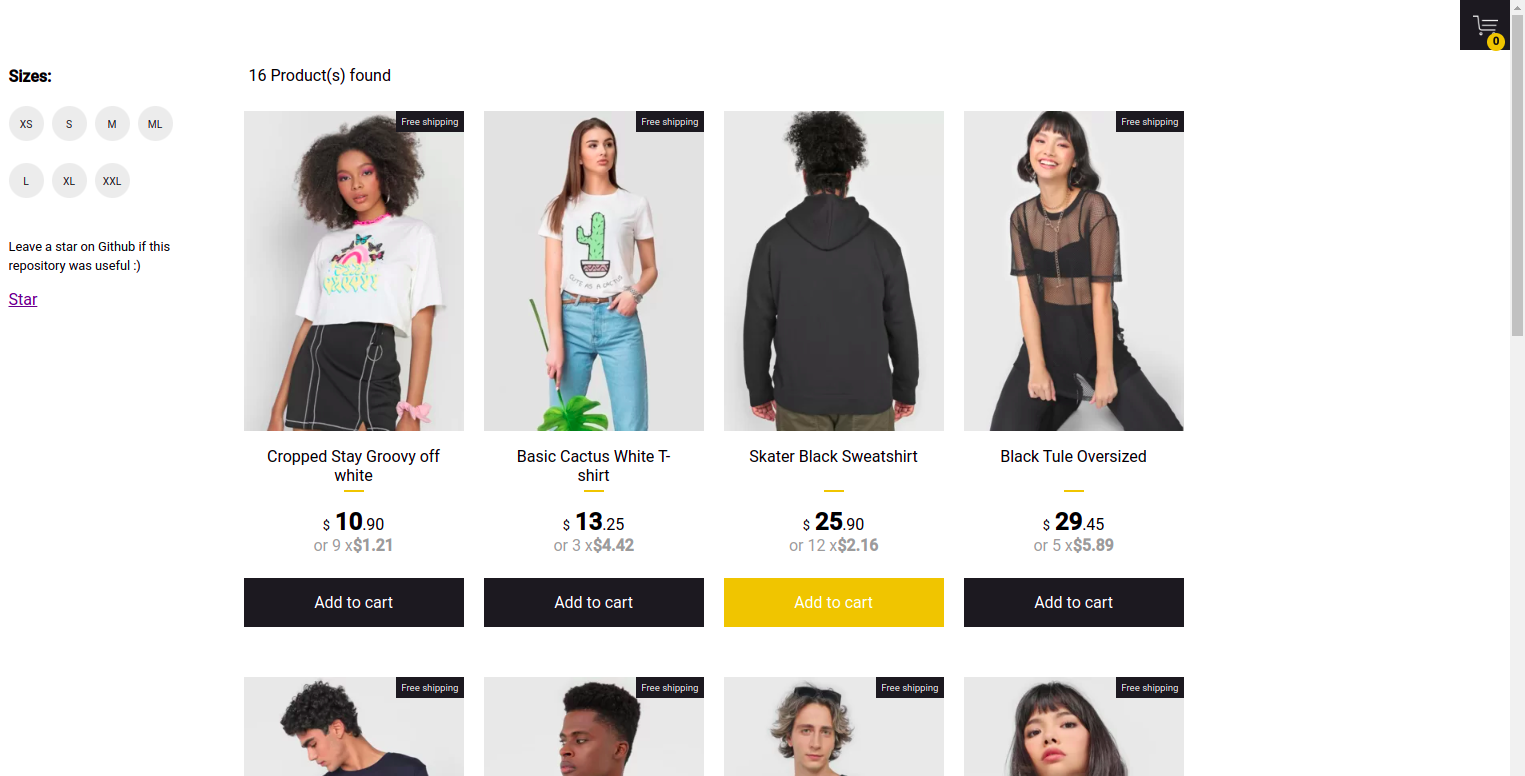 0
Sizes:
16 Product(s) found
XS
S
M
ML
L
XL
XXL
Leave a star on Github if this
repository was useful :)
Star
Free shipping
Cropped Stay Groovy off
white
$ 10.90
or 9 x$1.21
Add to cart
Free shipping
CUTE AS A CACTUS
Basic Cactus White T-
shirt
$ 13.25
or 3 x$4.42
Add to cart
Skater Black Sweatshirt
$ 25.90
or 12 x$2.16
Add to cart
Free shipping
Black Tule Oversized
$ 29.45
or 5 x$5.89
Add to cart
Free shipping
Free shipping
Free shipping
Free shipping